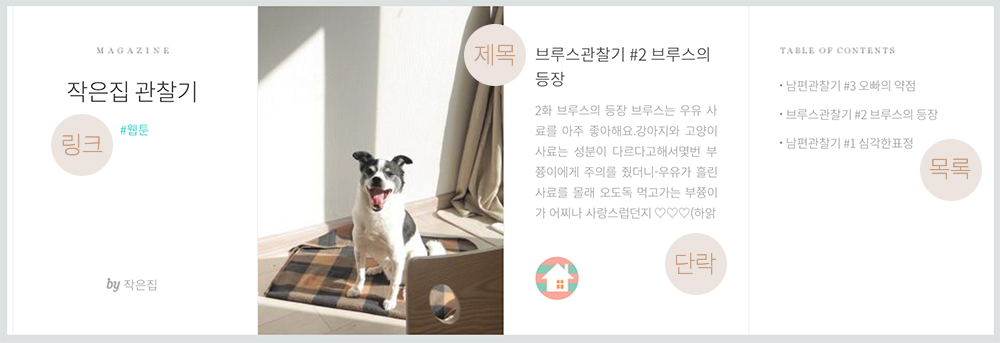 MAGAZINE
작은집 관찰기
#웹툰
링크
by 작은집
제목
브루스관찰기 #2 브루스의
등장
2화 브루스의 등장 브루스는 우유 사
료를 아주 좋아해요.강아지와 고양이
사료는 성분이 다르다고해서몇번 부
쯍이에게 주의를 줬더니-우유가 흘린
사료를 몰래 오도독 먹고가는 부쯍이
가 어찌나 사랑스럽던지♡♡♡(하앍
단락
TABLE OF CONTENTS
· 남편관찰기 #3 오빠의 약점
· 브루스관찰기 #2 브루스의 등장
· 남편관찰기 #1 심각한표정
목록